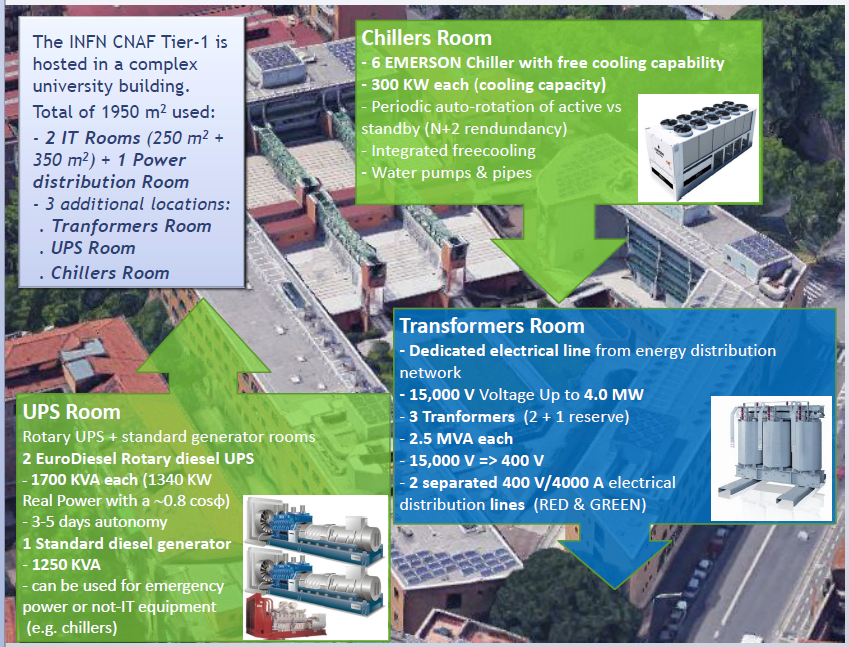 The INFN CNAF Tier-1 is
hosted in a complex
university building.
Total of 1950 m² used:
- 2 IT Rooms (250 m² +
350 m²) + 1 Power
distribution Room
- 3 additional locations:
. Tranformers Room
. UPS Room
. Chillers Room
Chillers Room
- 6 EMERSON Chiller with free cooling capability
- 300 KW each (cooling capacity)
- Periodic auto-rotation of active vs
standby (N+2 rendundancy)
- Integrated freecooling
- Water pumps & pipes
Transformers Room
- Dedicated electrical line from energy distribution
network
- 15,000 V Voltage Up to 4.0 MW
- 3 Tranformers (2 + 1 reserve)
- 2.5 MVA each
- 15,000 V => 400 V
- 2 separated 400 V/4000 A electrical
distribution lines (RED & GREEN)
UPS Room
Rotary UPS + standard generator rooms
2 EuroDiesel Rotary diesel UPS
- 1700 KVA each (1340 KW
Real Power with a ~0.8 cosϕ)
- 3-5 days autonomy
1 Standard diesel generator
- 1250 KVA
- can be used for emergency
power or not-IT equipment
(e.g. chillers)